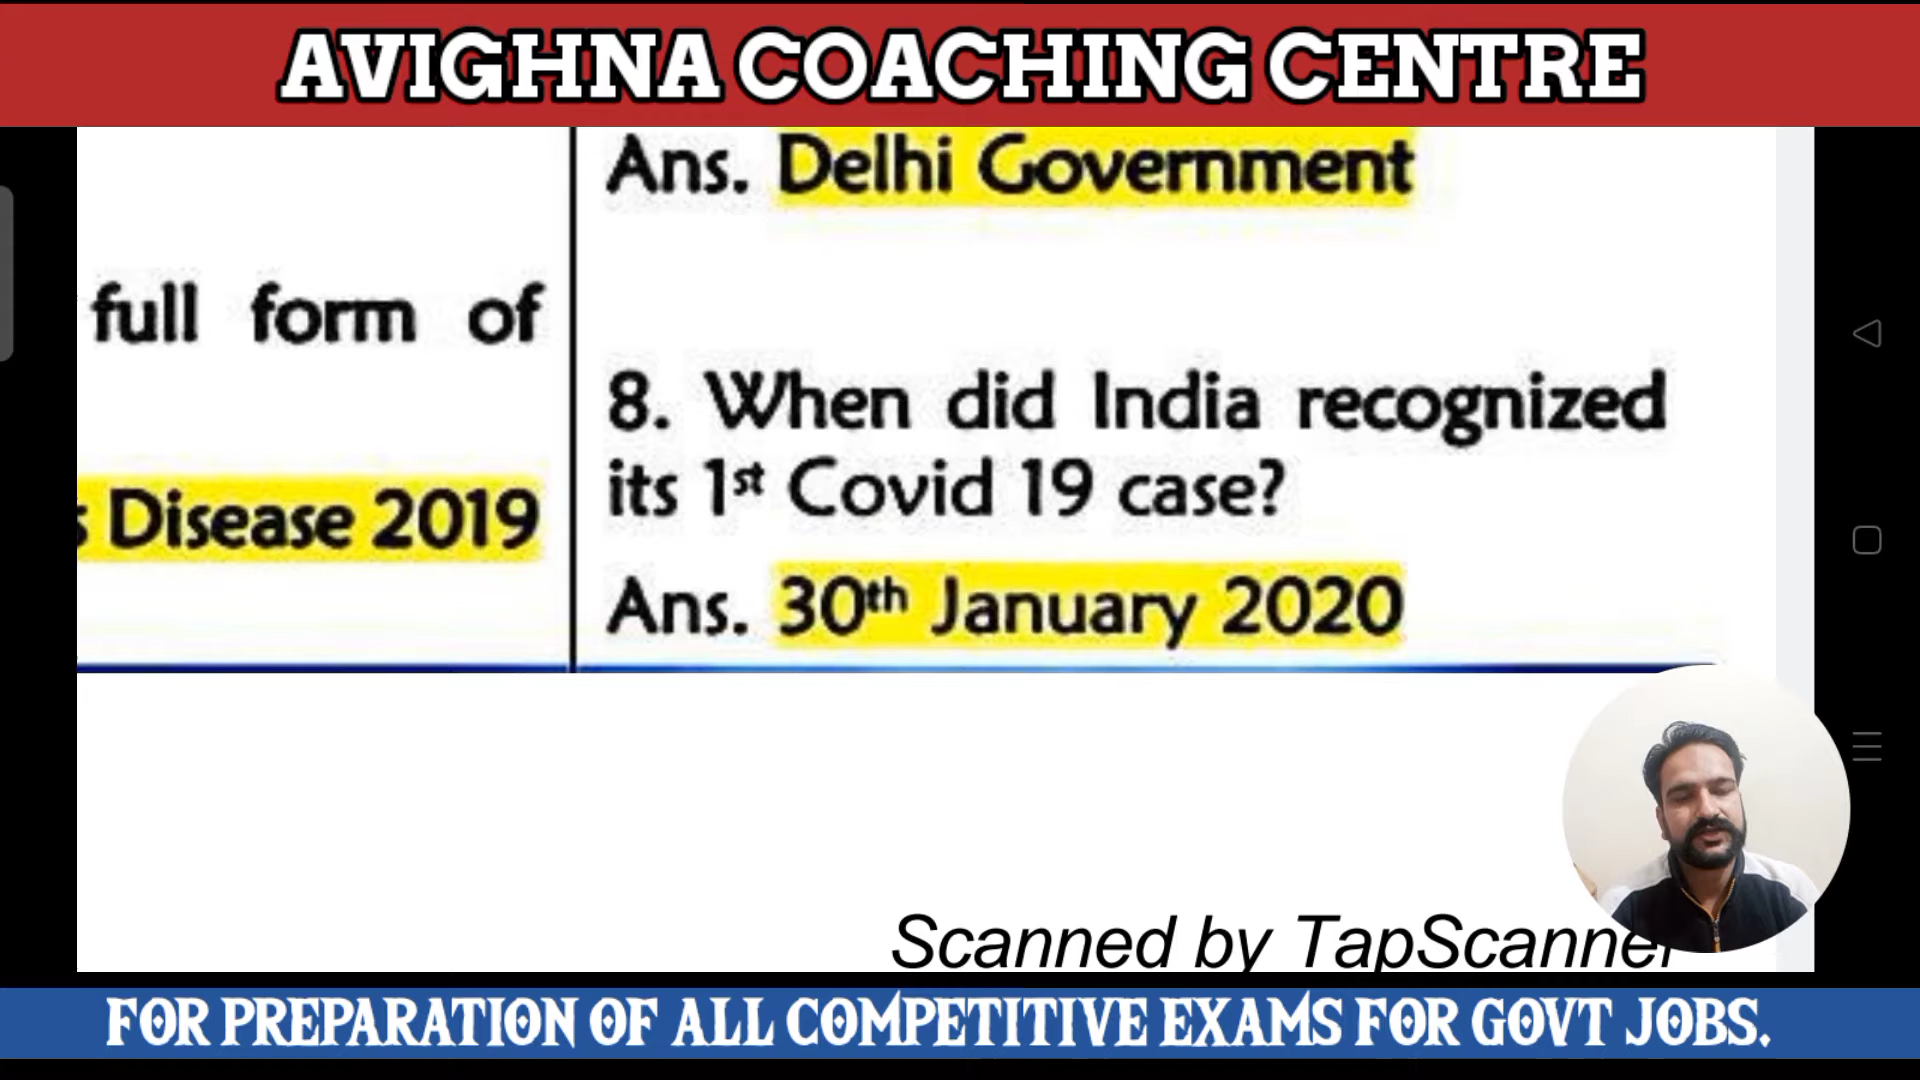 AVIGHNA COACHING CENTRE
full form of
s Disease 2019
Ans. Delhi Government
8. When did India recognized
its 1st Covid 19 case?
Ans. 30th January 2020
Scanned by TapScanner
FOR PREPARATION OF ALL COMPETITIVE EXAMS FOR GOVT JOBS.